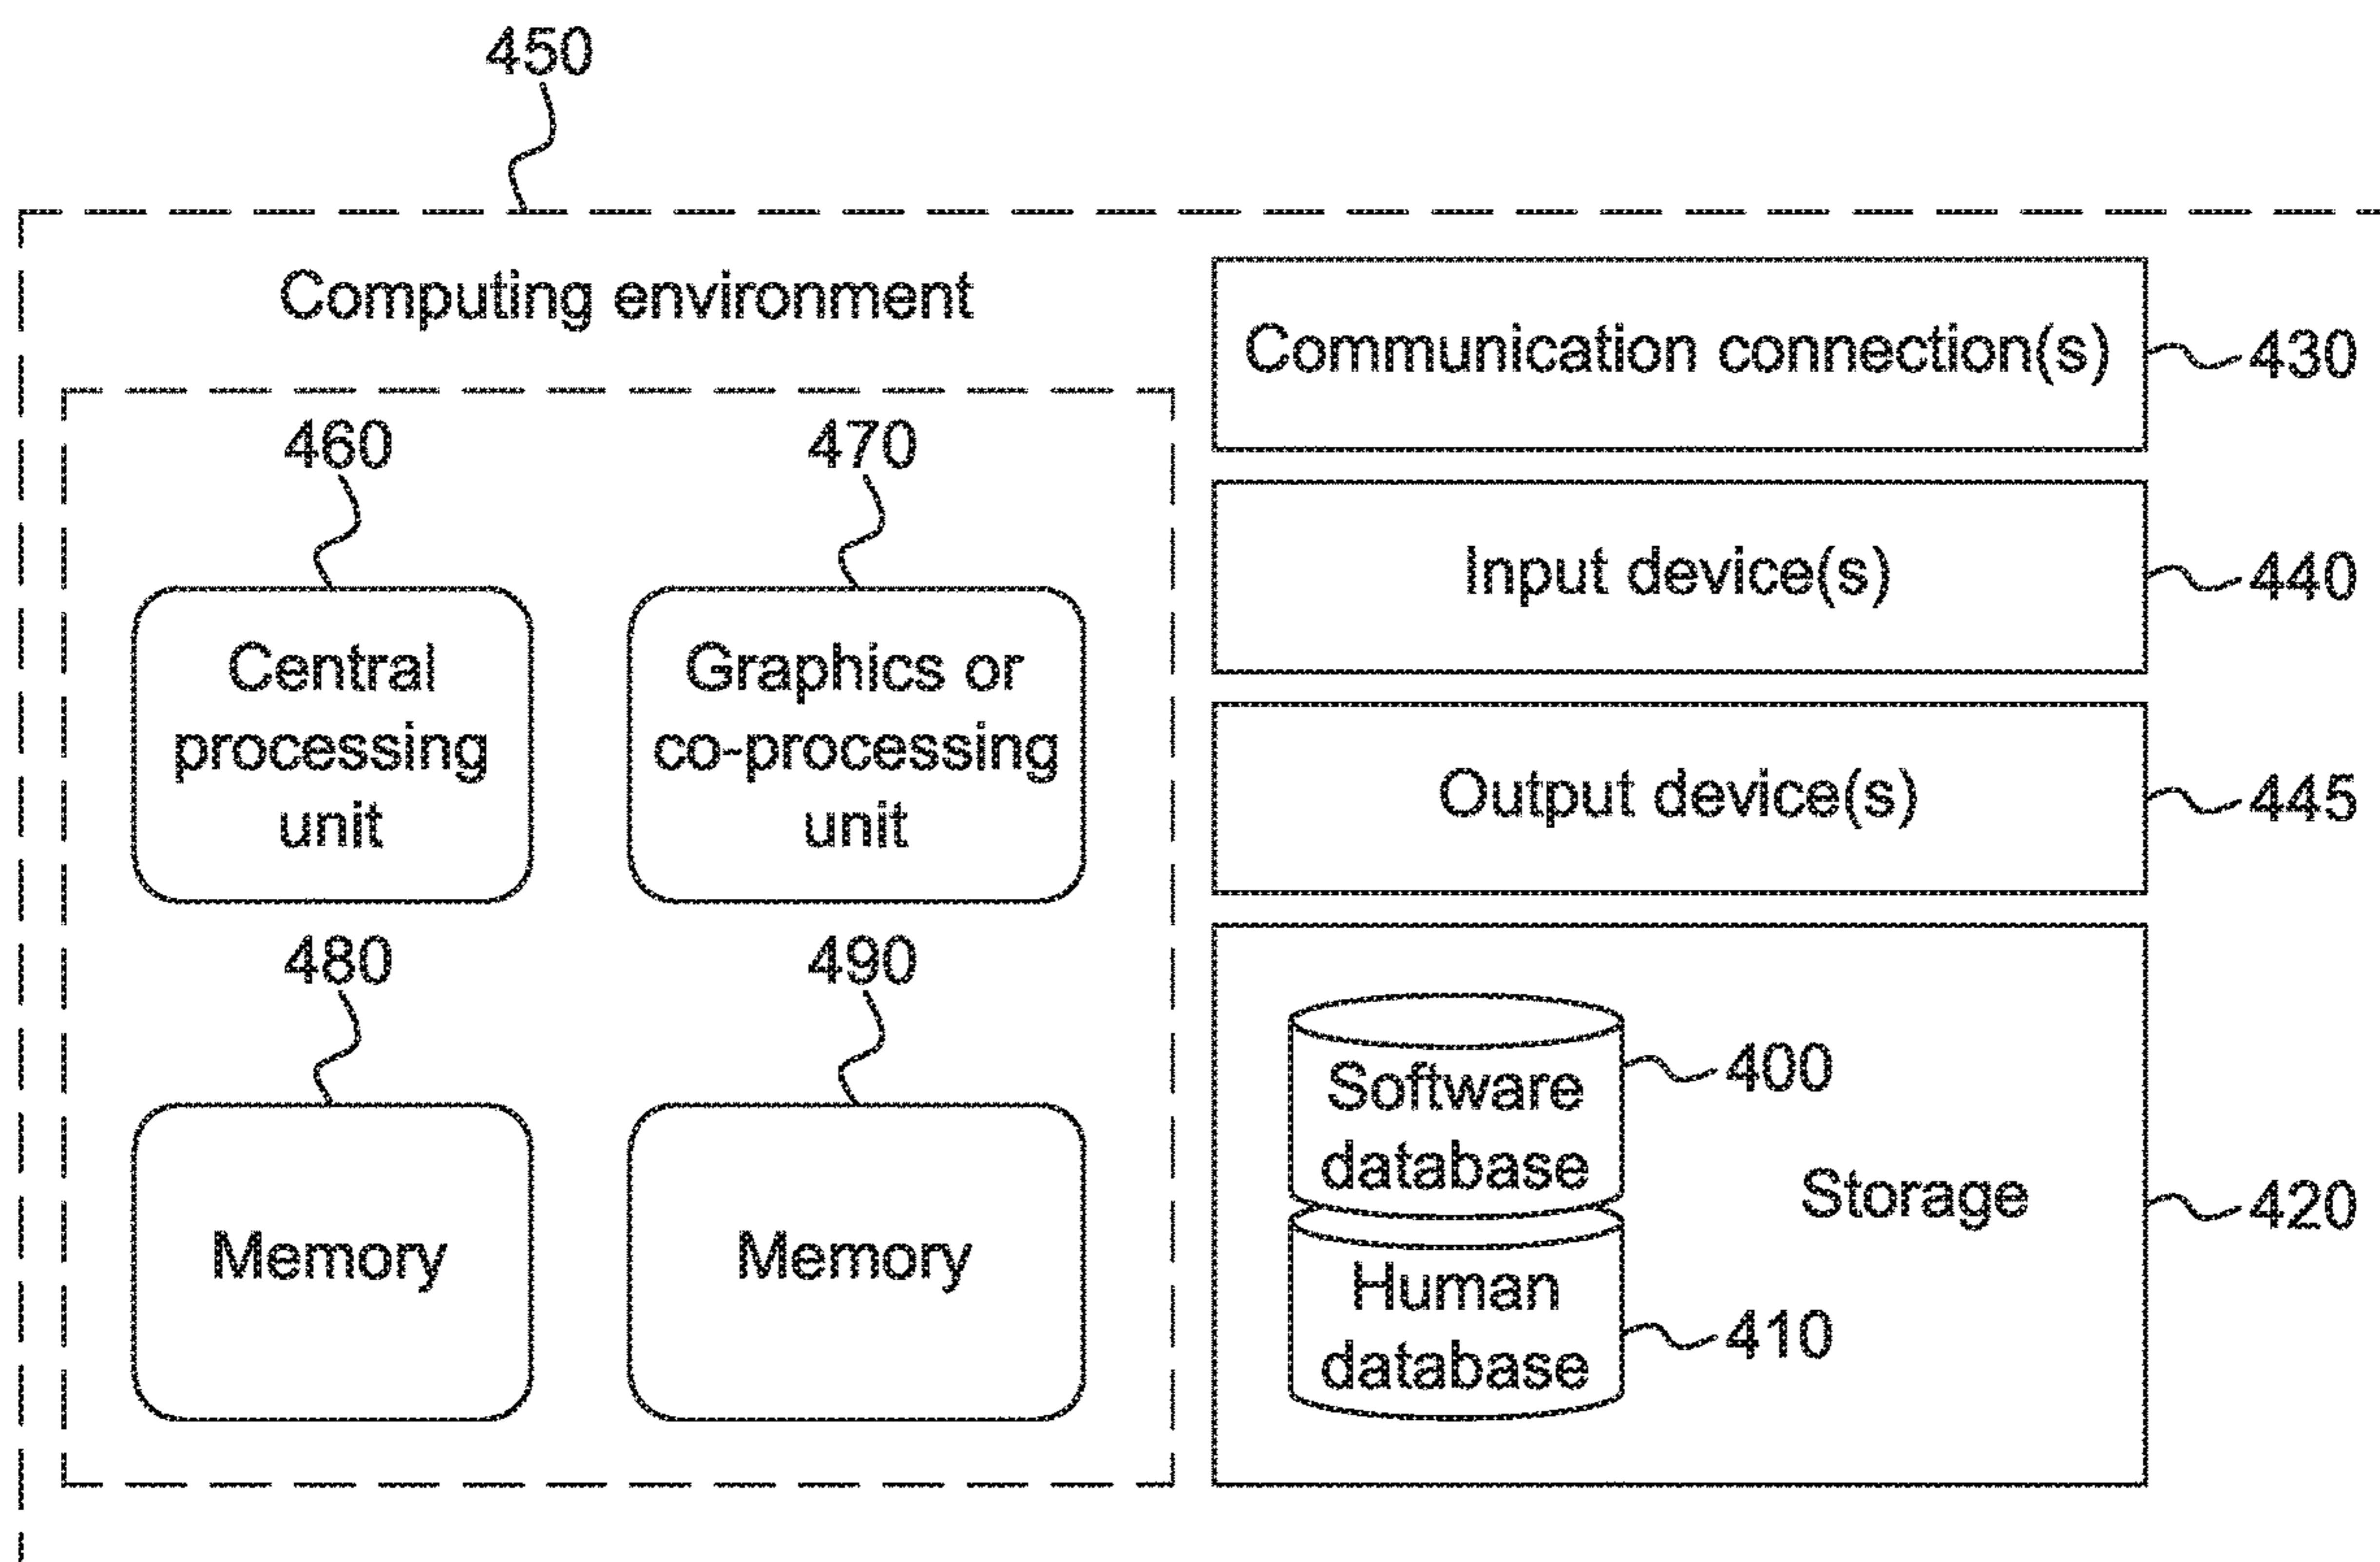 450
Computing environment
460
470
Central
processing
unit
Graphics or
co-processing
unit
480
490
Memory
Memory
Communication connection(s)
430
Input device(s)
440
Output device(s)
445
Software
database
400
Storage
420
Human
database
410